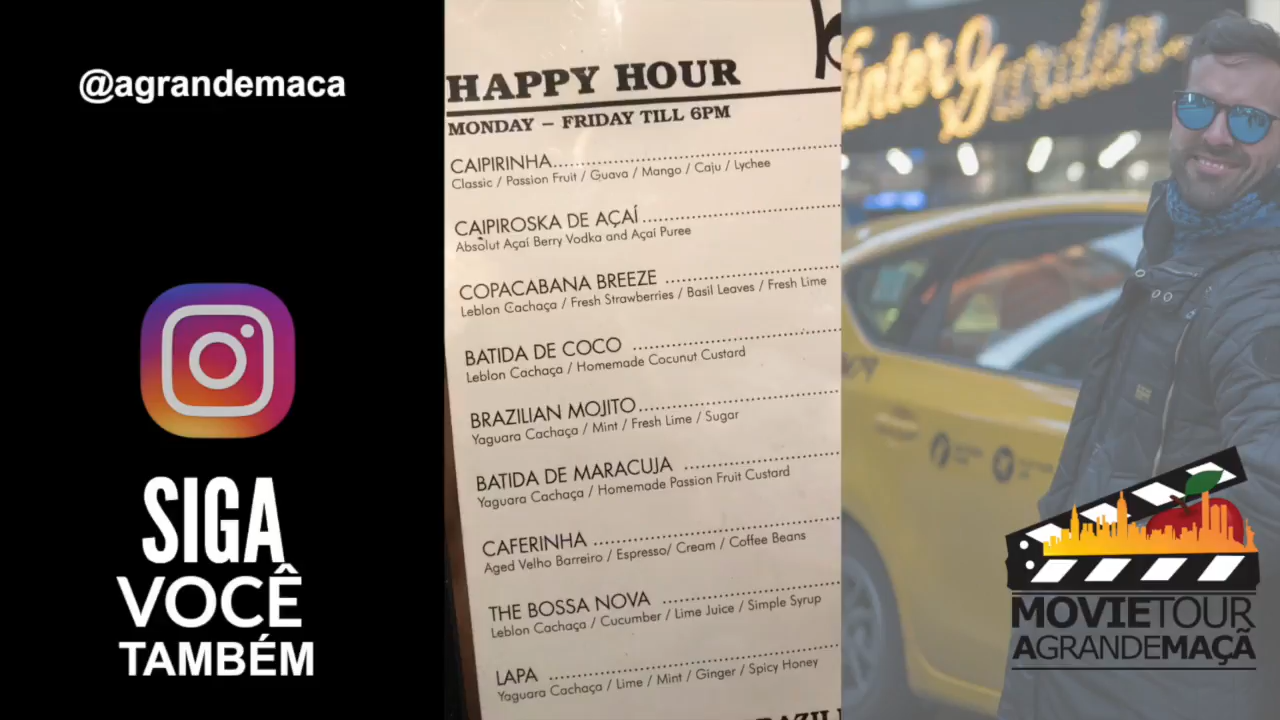 @agrandemaca
SIGA
VOCÊ
TAMBÉM
HAPPY HOUR
MONDAY – FRIDAY TILL 6PM
CAIPIRINHA
Classic / Passion Fruit / Guava / Mango / Caju / Lychee
CAIPIROSKA DE AÇAÍ
Absolut Açaí Berry Vodka and Açaí Puree
COPACABANA BREEZE
Leblon Cachaça / Fresh Strawberries / Basil Leaves / Fresh Lime
BATIDA DE COCO
Leblon Cachaça / Homemade Coconut Custard
BRAZILIAN MOJITO
Yaguara Cachaça / Mint / Fresh Lime / Sugar
BATIDA DE MARACUJA
Yaguara Cachaça / Homemade Passion Fruit Custard
CAFERINHA
Aged Velho Barreiro / Espresso/ Cream / Coffee Beans
THE BOSSA NOVA
Leblon Cachaça / Cucumber / Lime Juice / Simple Syrup
LAPA
Yaguara Cachaça / Lime / Mint / Ginger / Spicy Honey
Garden
MOVIETOUR
AGRANDEMAÇÃ